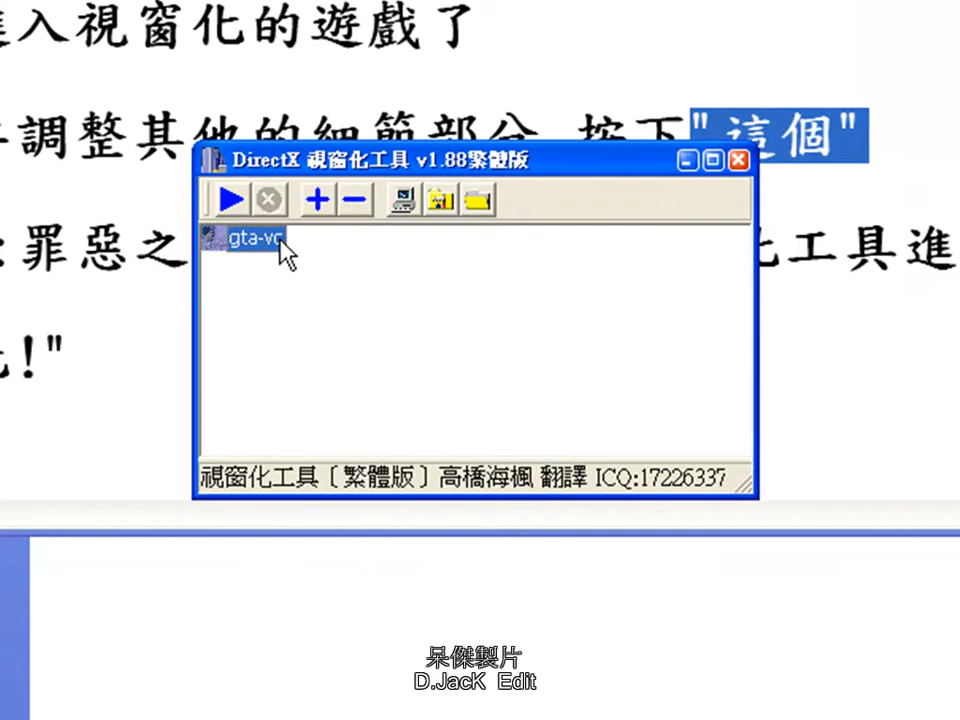 入視窗化的遊戲了
調整其他的細節部分 按下"這個"
DirectX 視窗化工具 v1.88繁體版
gta-vc
:罪惡之
工具進
!"
視窗化工具〔繁體版〕高橋海楓 翻譯 ICQ:17226337
呆傑製片
D.JacK Edit